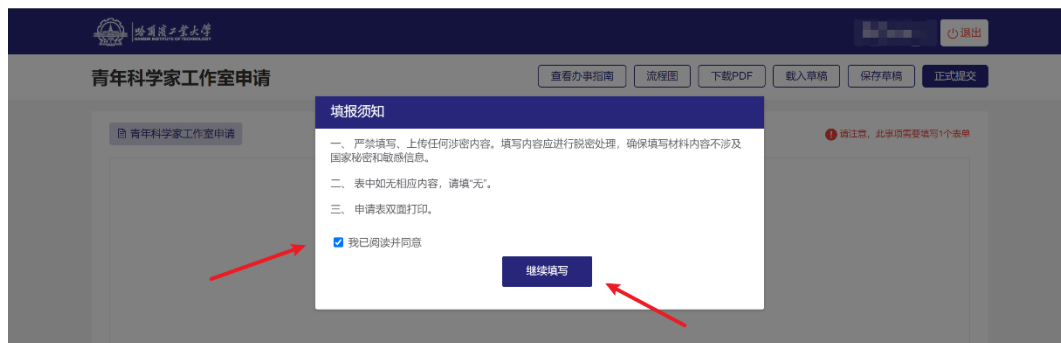 哈尔滨工业大学
HARBIN INSTITUTE OF TECHNOLOGY
退出
青年科学家工作室申请
查看办事指南 流程图 下载PDF 载入草稿 保存草稿 正式提交
填报须知
青年科学家工作室申请
请注意，此事项需要填写1个表单
一、 严禁填写、上传任何涉密内容。填写内容应进行脱密处理，确保填写材料内容不涉及
国家秘密和敏感信息。
二、 表中如无相应内容，请填“无”。
三、 申请表双面打印。
我已阅读并同意
继续填写